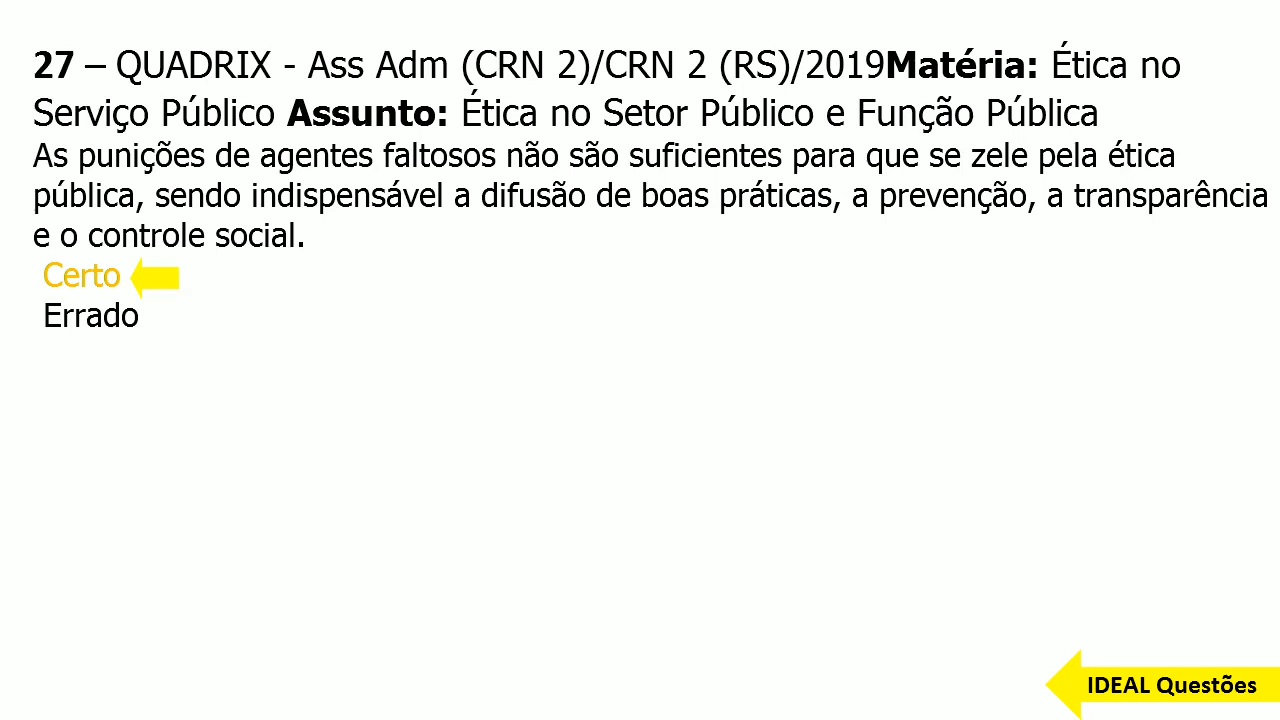 27 – QUADRIX - Ass Adm (CRN 2)/CRN 2 (RS)/2019Matéria: Ética no
Serviço Público Assunto: Ética no Setor Público e Função Pública
As punições de agentes faltosos não são suficientes para que se zele pela ética
pública, sendo indispensável a difusão de boas práticas, a prevenção, a transparência
e o controle social.
Certo
Errado
IDEAL Questões